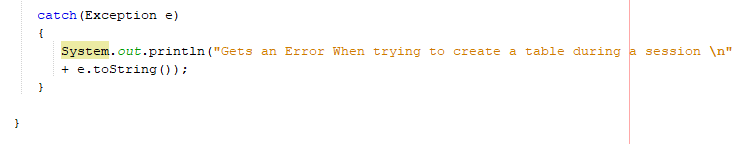 catch(Exception e)
{
System.out.println("Gets an Error When trying to create a table during a session \n"
+ e.toString());
}
}